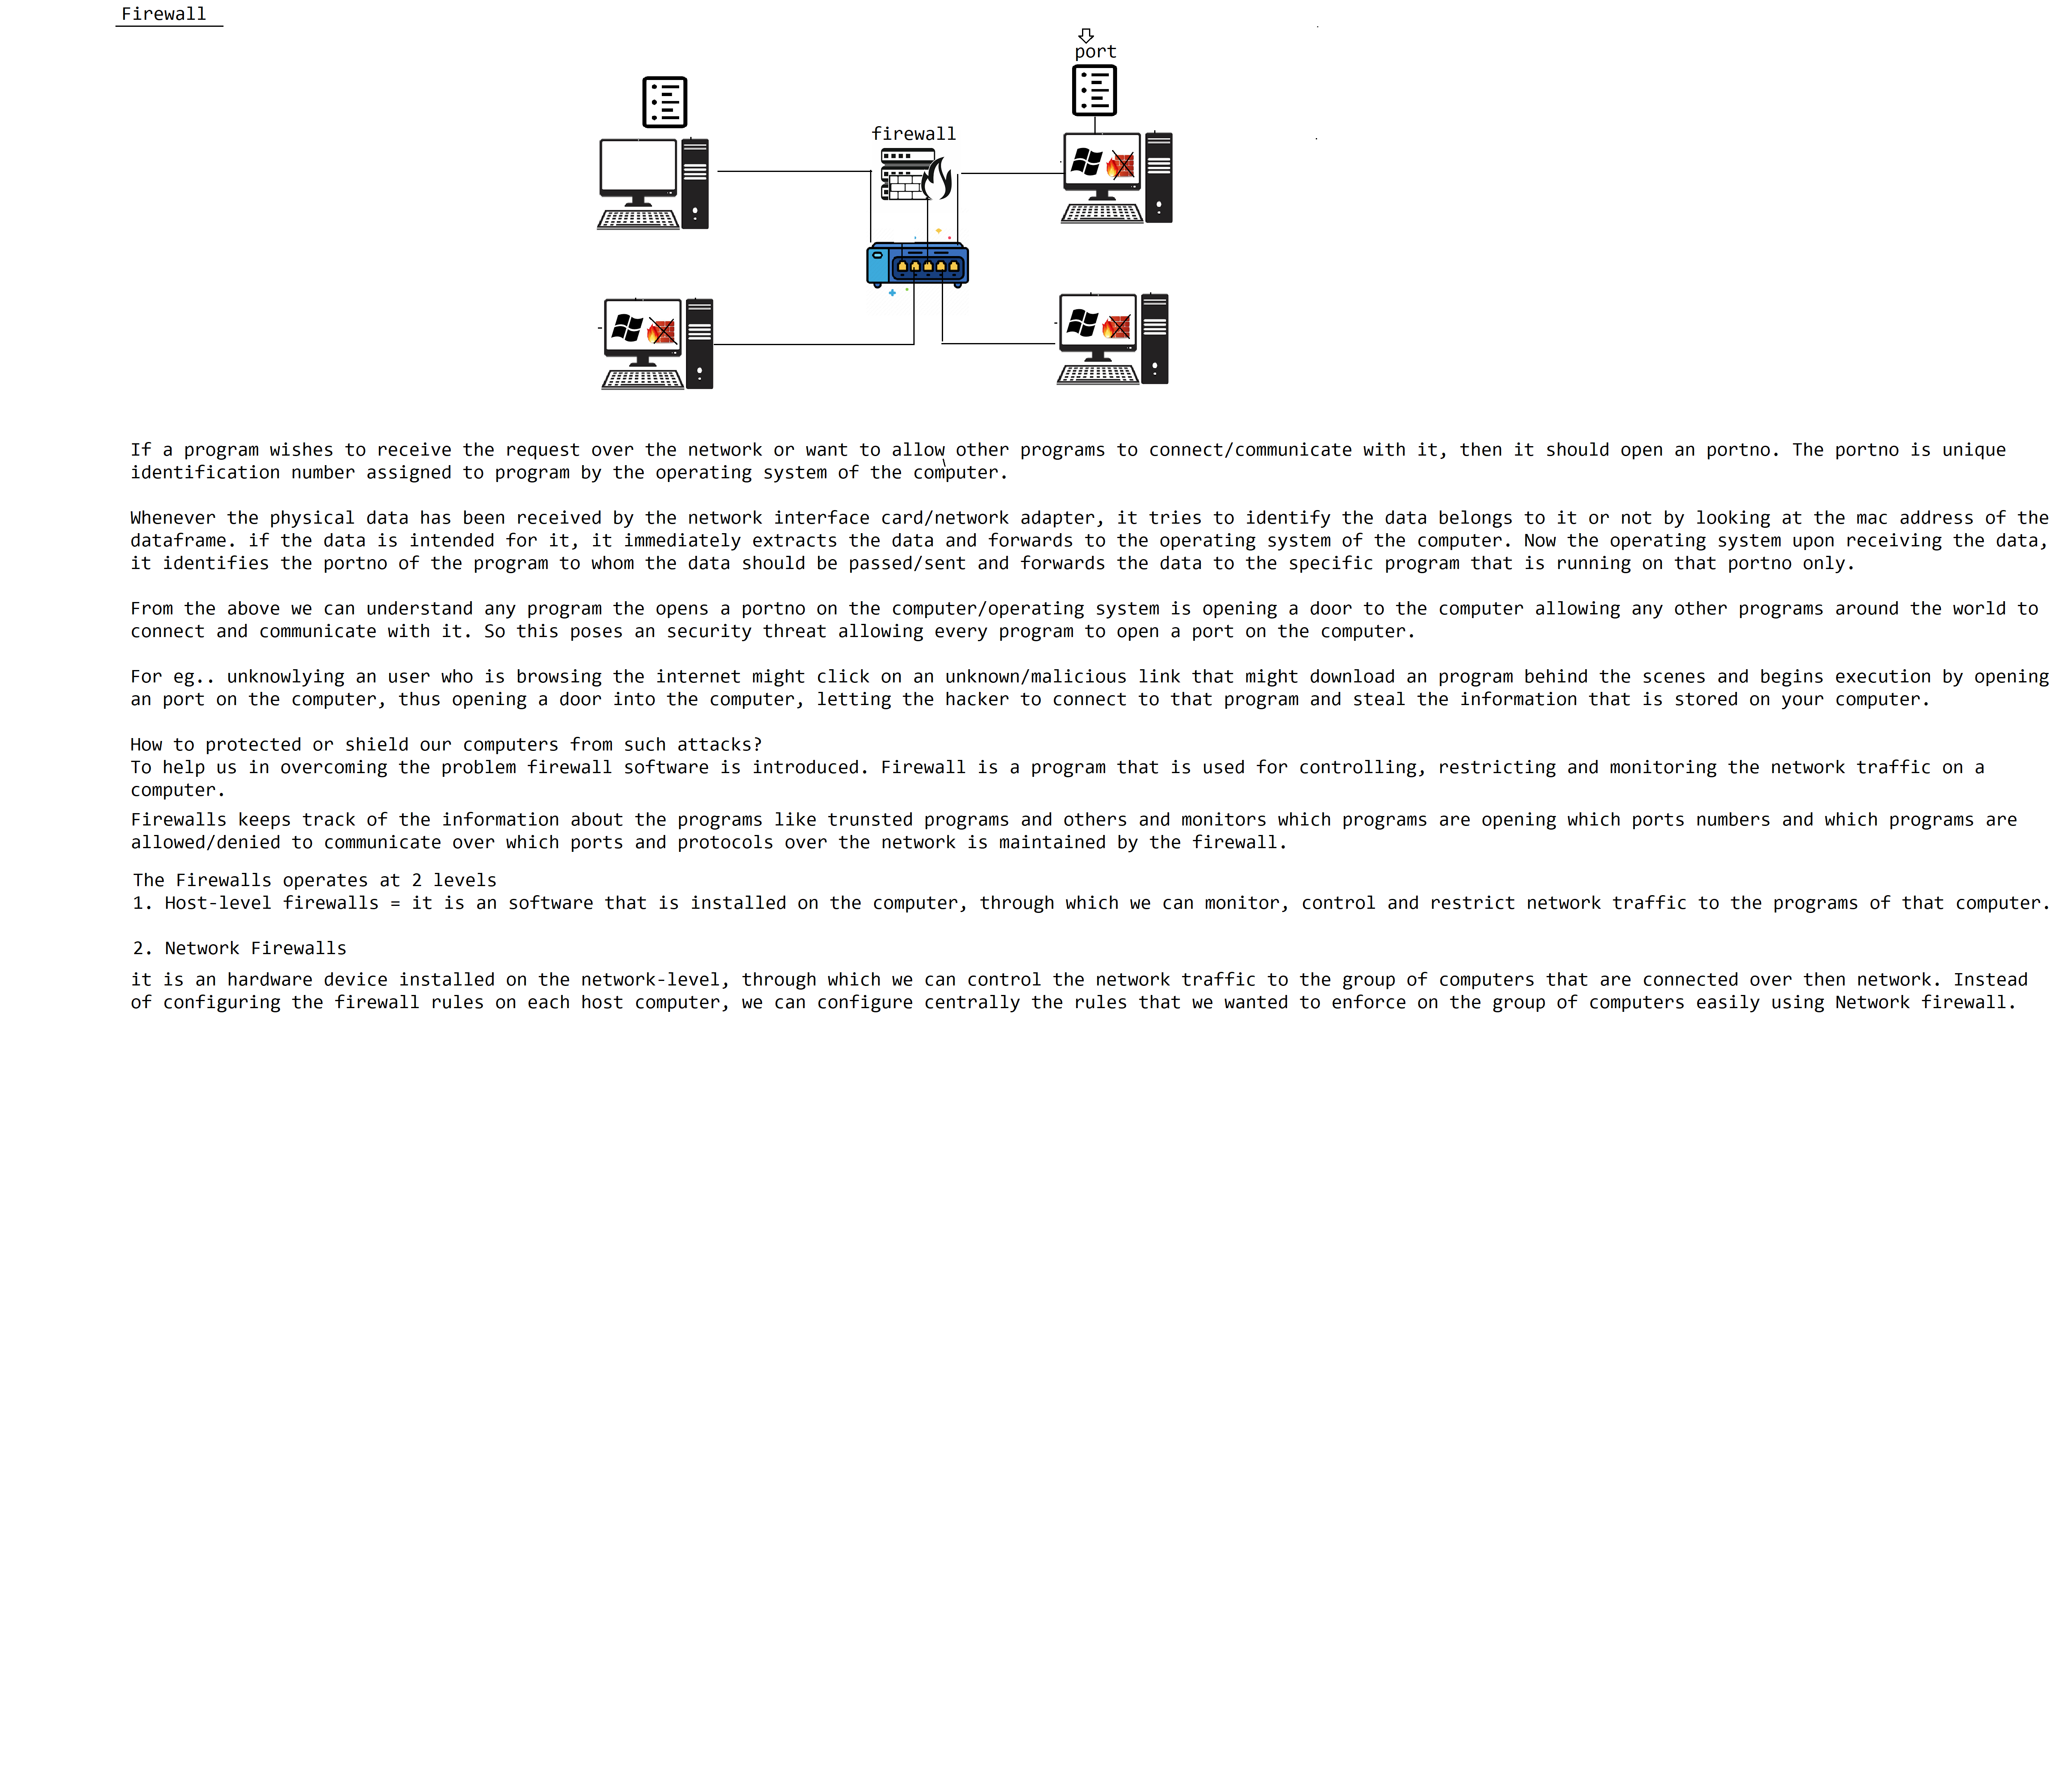 Firewall
port
firewall
If a program wishes to receive the request over the network or want to allow other programs to connect/communicate with it, then it should open an portno. The portno is unique
identification number assigned to program by the operating system of the computer.
Whenever the physical data has been received by the network interface card/network adapter, it tries to identify the data belongs to it or not by looking at the mac address of the
dataframe. if the data is intended for it, it immediately extracts the data and forwards to the operating system of the computer. Now the operating system upon receiving the data,
it identifies the portno of the program to whom the data should be passed/sent and forwards the data to the specific program that is running on that portno only.
From the above we can understand any program the opens a portno on the computer/operating system is opening a door to the computer allowing any other programs around the world to
connect and communicate with it. So this poses an security threat allowing every program to open a port on the computer.
For eg.. unknowlying an user who is browsing the internet might click on an unknown/malicious link that might download an program behind the scenes and begins execution by opening
an port on the computer, thus opening a door into the computer, letting the hacker to connect to that program and steal the information that is stored on your computer.
How to protected or shield our computers from such attacks?
To help us in overcoming the problem firewall software is introduced. Firewall is a program that is used for controlling, restricting and monitoring the network traffic on a
computer.
Firewalls keeps track of the information about the programs like trunsted programs and others and monitors which programs are opening which ports numbers and which programs are
allowed/denied to communicate over which ports and protocols over the network is maintained by the firewall.
The Firewalls operates at 2 levels
1. Host-level firewalls = it is an software that is installed on the computer, through which we can monitor, control and restrict network traffic to the programs of that computer.
2. Network Firewalls
it is an hardware device installed on the network-level, through which we can control the network traffic to the group of computers that are connected over then network. Instead
of configuring the firewall rules on each host computer, we can configure centrally the rules that we wanted to enforce on the group of computers easily using Network firewall.